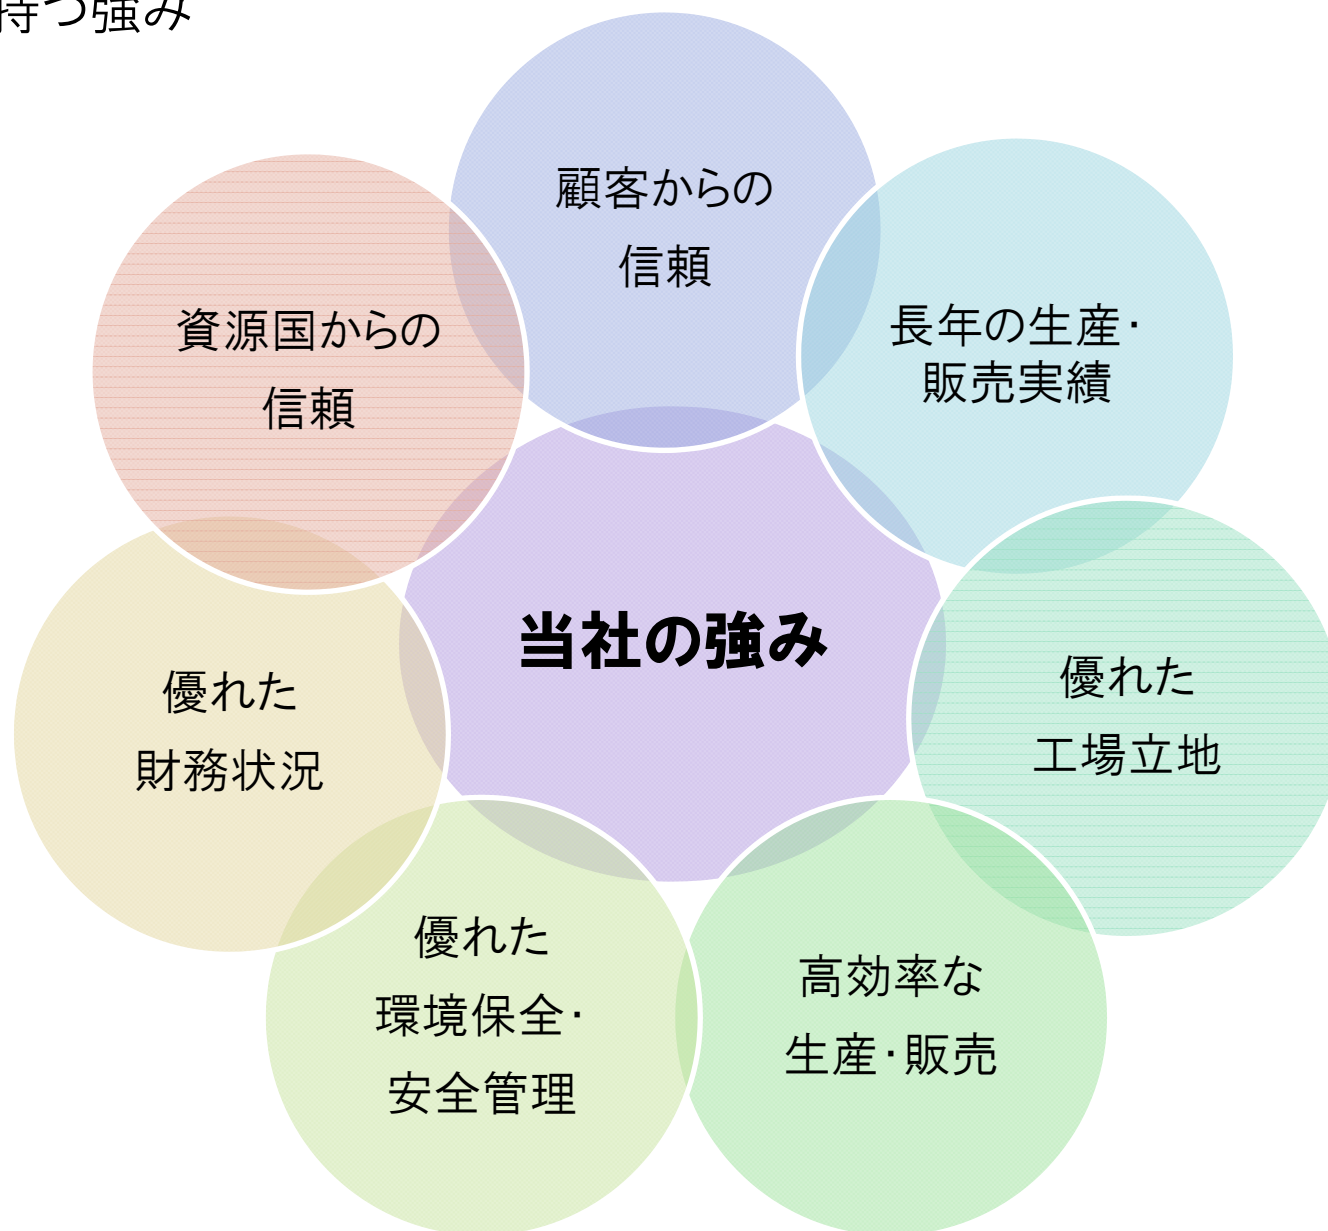 持つ強み
顧客からの
信頼
長年の生産・
販売実績
優れた
工場立地
高効率な
生産・販売
優れた
環境保全・
安全管理
優れた
財務状況
資源国からの
信頼
当社の強み